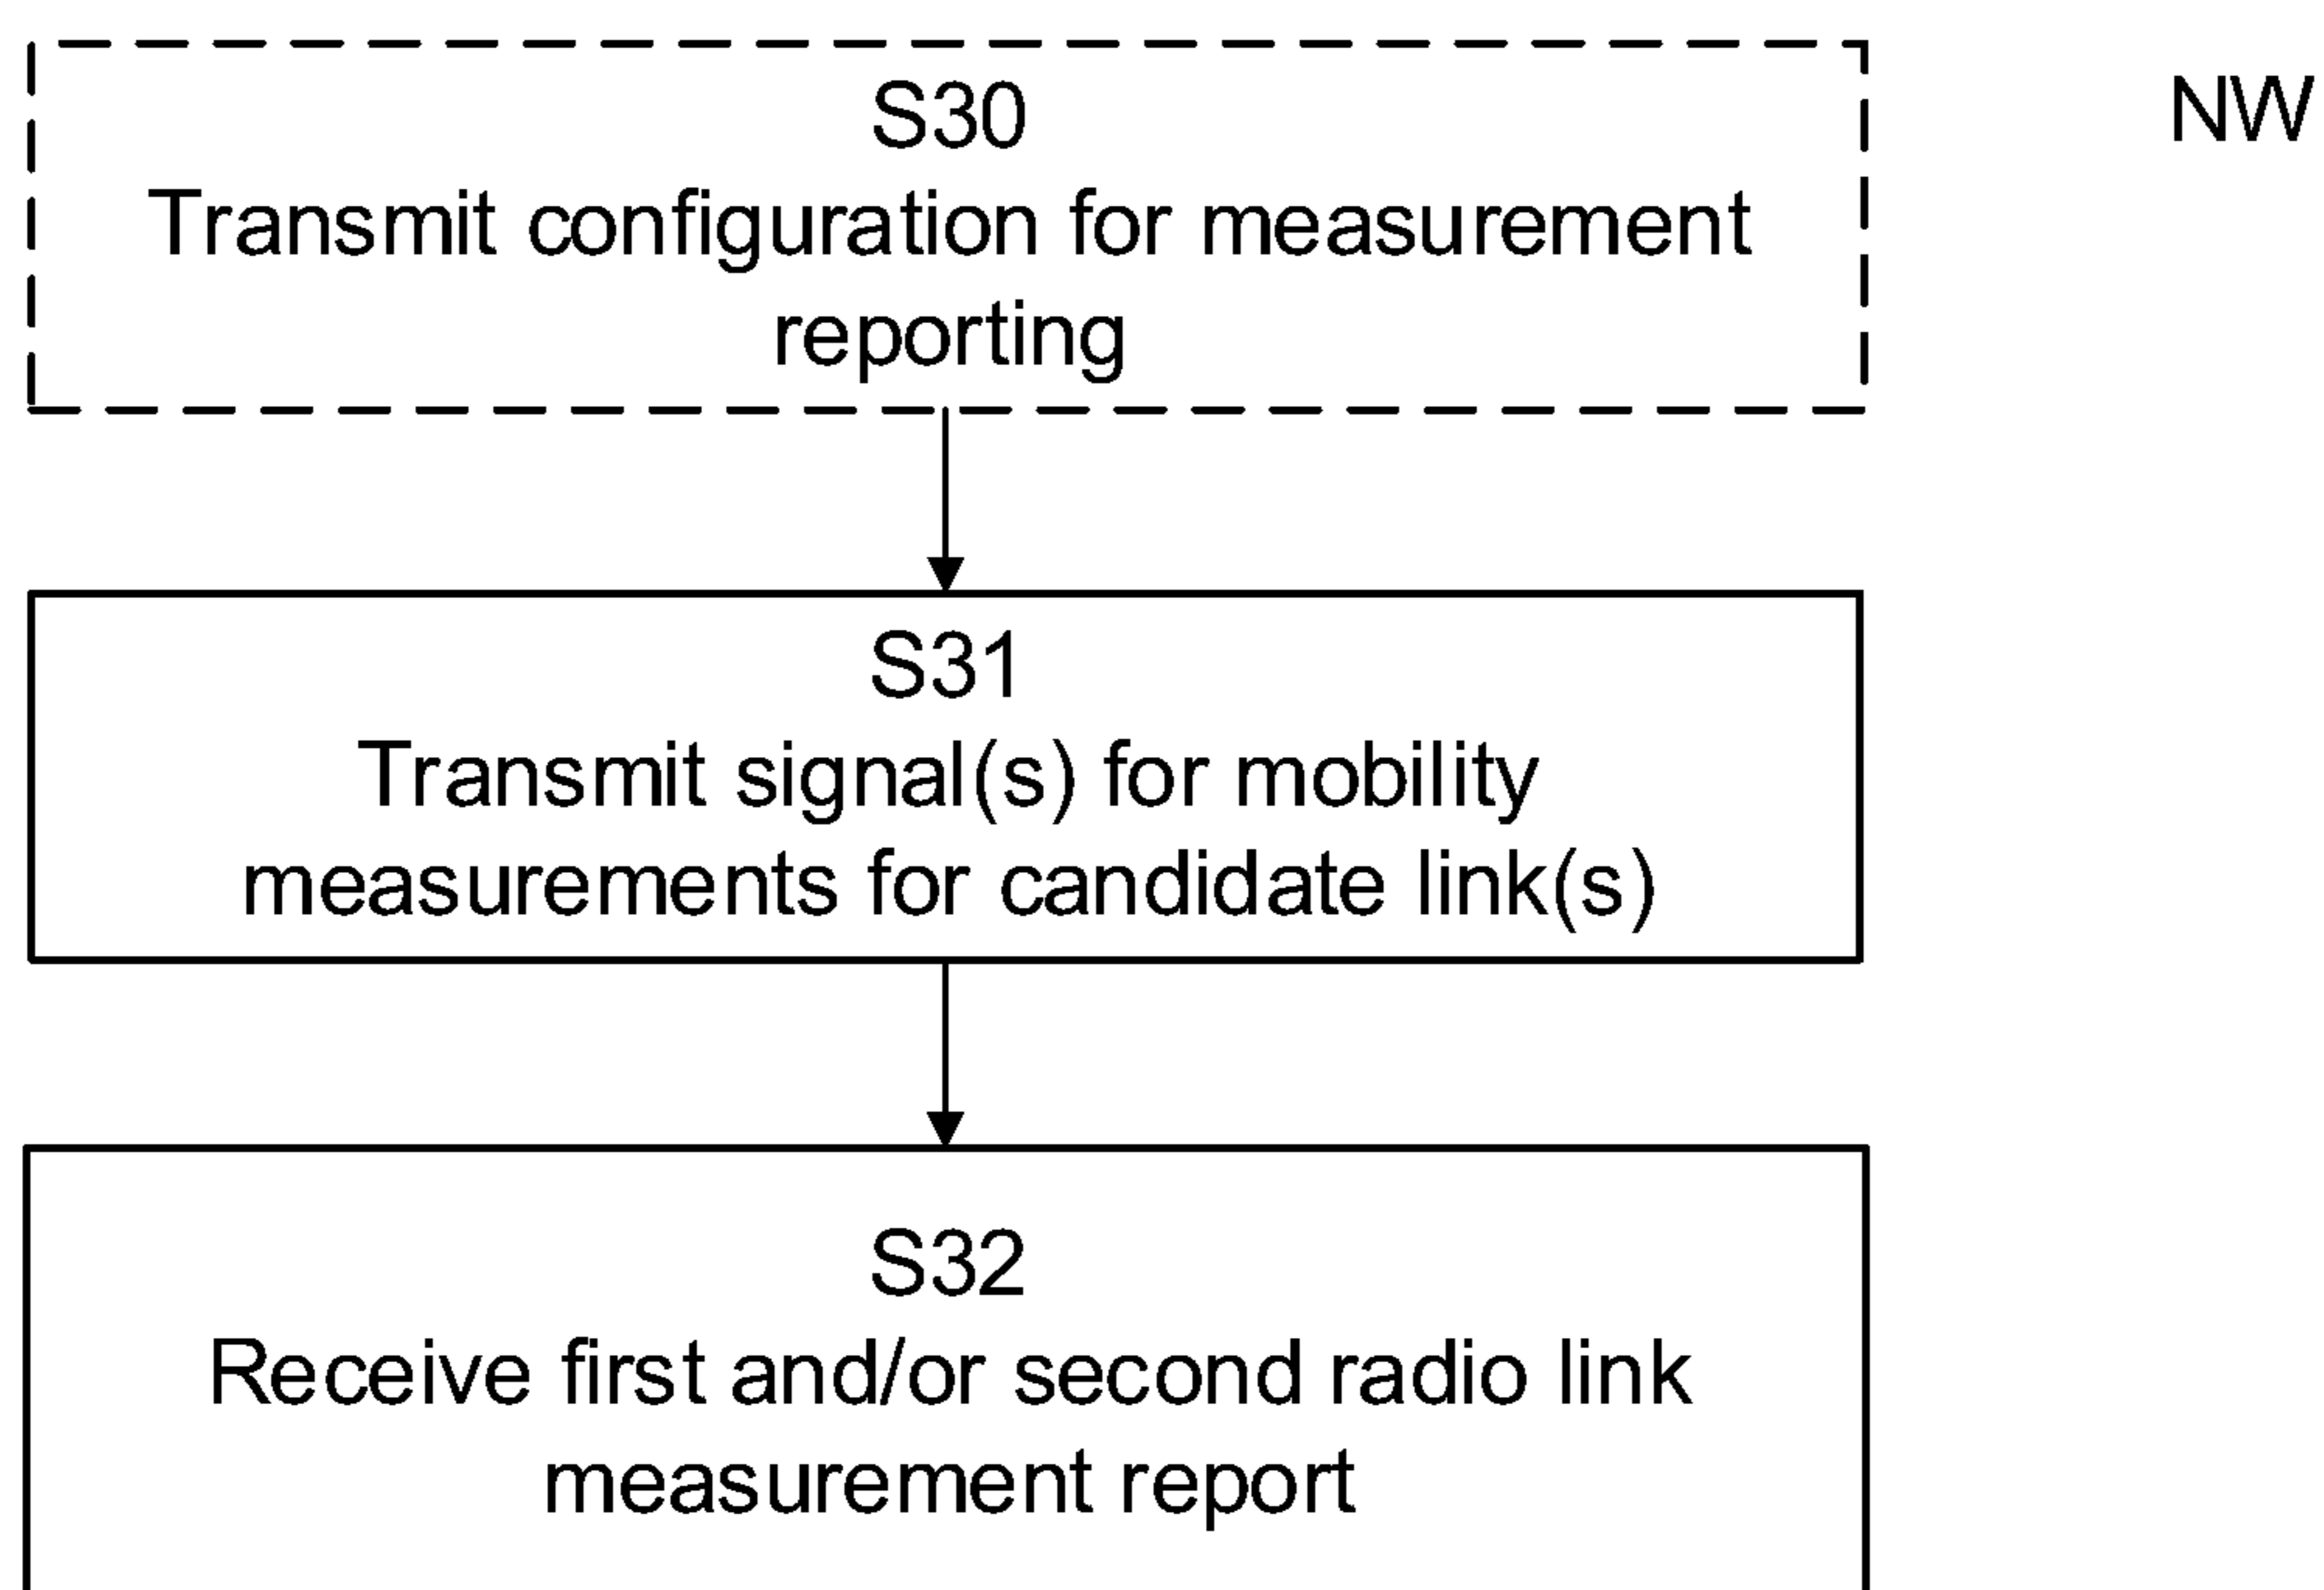 S30
NW
Transmit configuration for measurement
reporting
S31
Transmit signal(s) for mobility
measurements for candidate link(s)
S32
Receive first and/or second radio link
measurement report